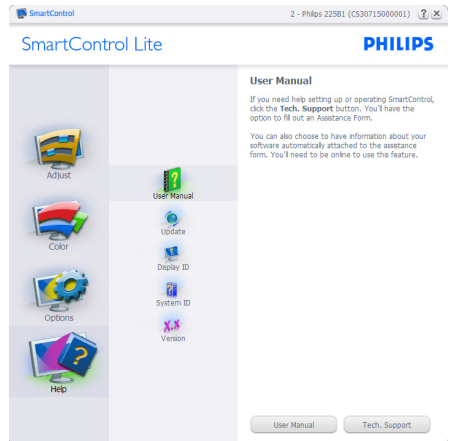 SmartControl
2 - Philips 225B1 (CS30715000001)
SmartControl Lite
PHILIPS
Adjust
Color
Options
Help
User Manual
Update
Display ID
System ID
X.X
Version
User Manual
If you need help setting up or operating SmartControl,
click the Tech. Support button. You'll have the
option to fill out an Assistance Form.
You can also choose to have information about your
software automatically attached to the assistance
form. You'll need to be online to use this feature.
User Manual
Tech. Support